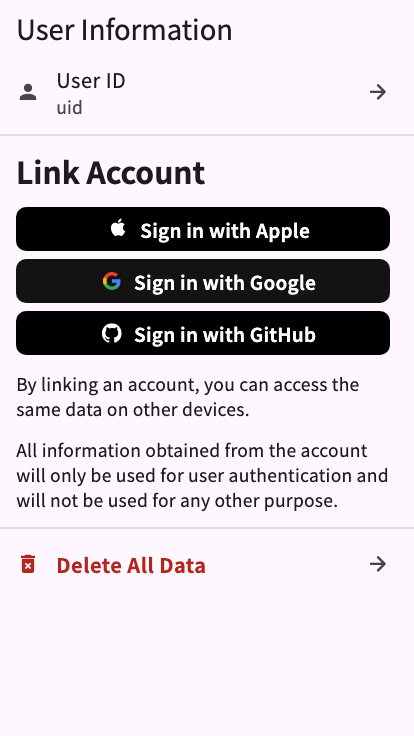 User Information
User ID
uid
Link Account
Sign in with Apple
Sign in with Google
Sign in with GitHub
By linking an account, you can access the
same data on other devices.
All information obtained from the account
will only be used for user authentication and
will not be used for any other purpose.
Delete All Data